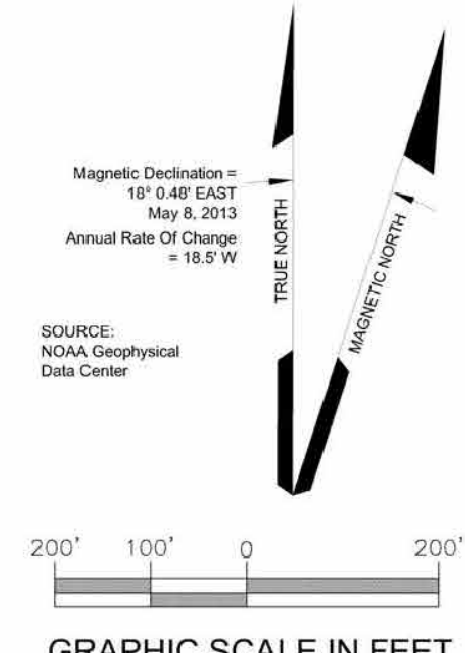 Magnetic Declination =
18° 0.48' EAST
May 8, 2013
Annual Rate Of Change
= 18.5' W
TRUE NORTH
MAGNETIC NORTH
SOURCE:
NOAA Geophysical
Data Center
200' 100' 0 200'
GRAPHIC SCALE IN FEET